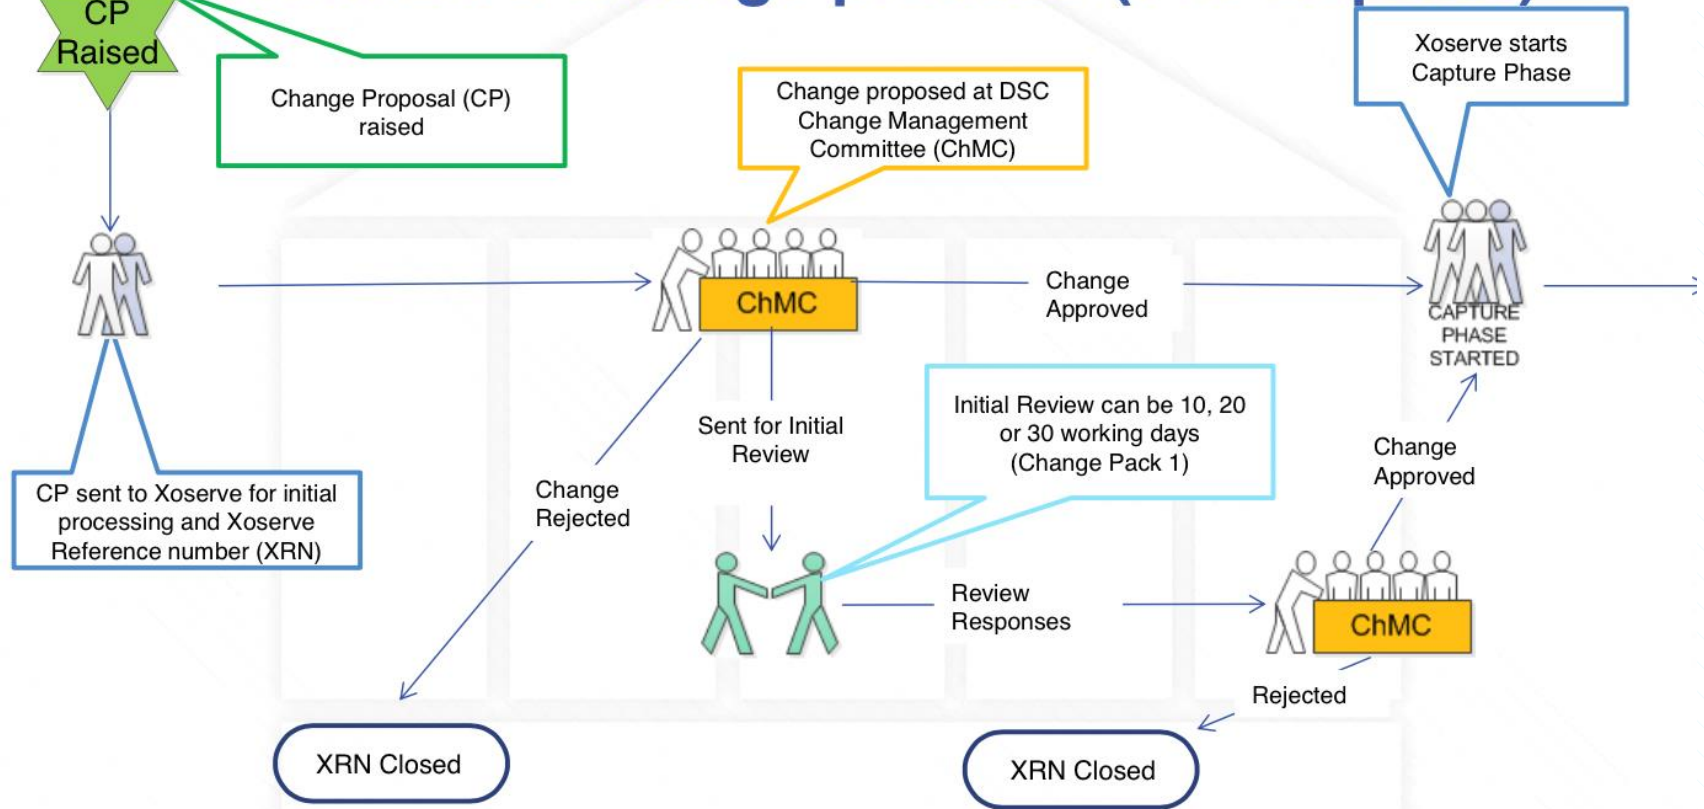 CP
Raised
Change Proposal (CP)
raised
Change proposed at DSC
Change Management
Committee (ChMC)
Xoserve starts
Capture Phase
ChMC
Change
Approved
CAPTURE
PHASE
STARTED
Sent for Initial
Review
Initial Review can be 10, 20
or 30 working days
(Change Pack 1)
Change
Approved
CP sent to Xoserve for initial
processing and Xoserve
Reference number (XRN)
Change
Rejected
Review
Responses
ChMC
Rejected
XRN Closed
XRN Closed